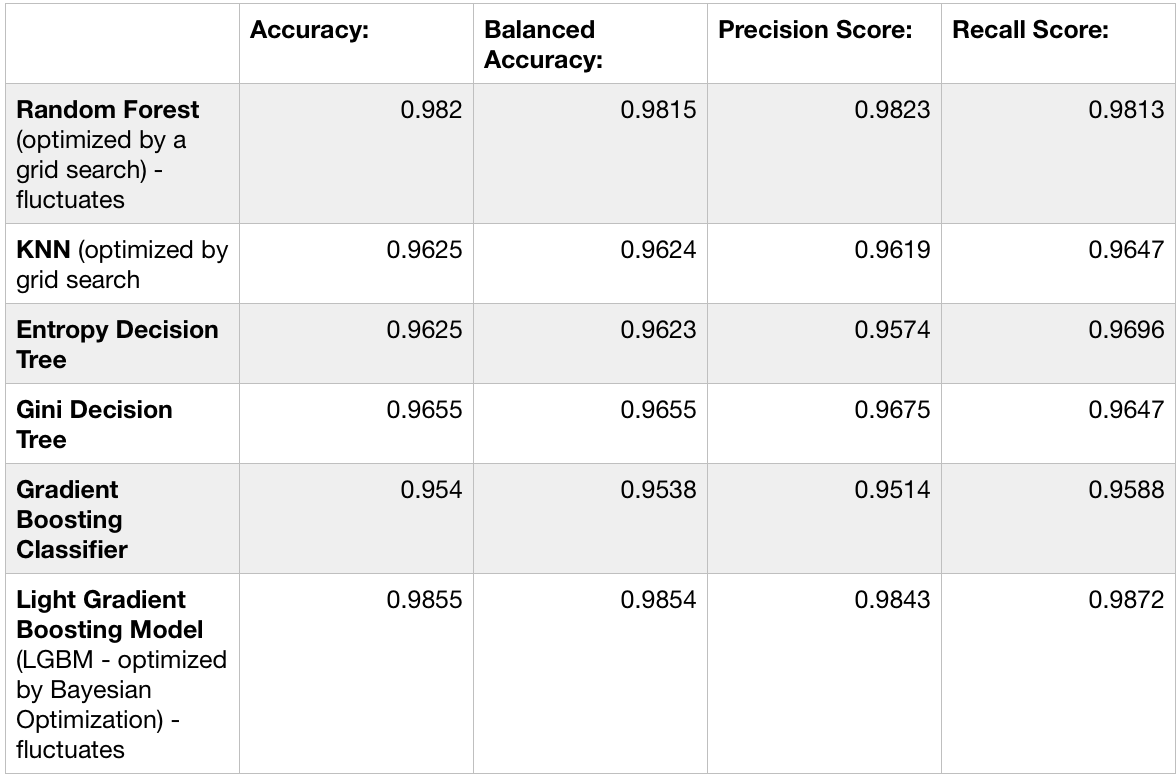 Accuracy:
Balanced
Accuracy:
Precision Score:
Recall Score:
Random Forest
(optimized by a
grid search) -
fluctuates
0.982
0.9815
0.9823
0.9813
KNN (optimized by
grid search
0.9625
0.9624
0.9619
0.9647
Entropy Decision
Tree
0.9625
0.9623
0.9574
0.9696
Gini Decision
Tree
0.9655
0.9655
0.9675
0.9647
Gradient
Boosting
Classifier
0.954
0.9538
0.9514
0.9588
Light Gradient
Boosting Model
(LGBM - optimized
by Bayesian
Optimization) -
fluctuates
0.9855
0.9854
0.9843
0.9872